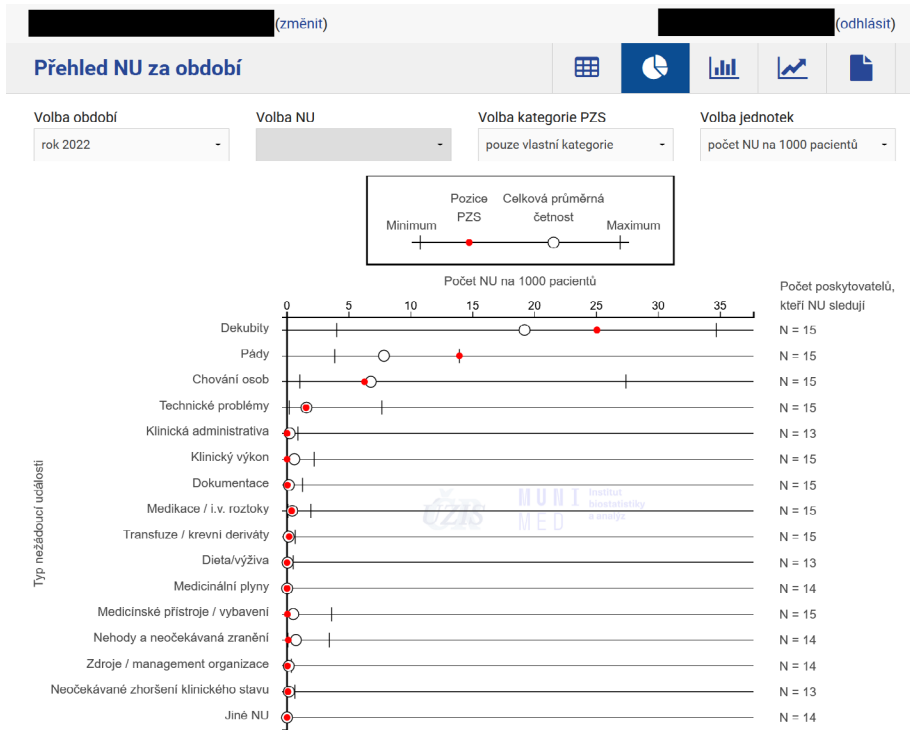 (změnit) (odhlásit)
Přehled NU za období
Volba období Volba NU Volba kategorie PZS Volba jednotek
rok 2022 pouze vlastní kategorie počet NU na 1000 pacientů
Pozice PZS
Celková průměrná četnost
Minimum Maximum
Počet NU na 1000 pacientů
Počet poskytovatelů,
kteří NU sledují
0 5 10 15 20 25 30 35
Typ nežádoucí události
Dekubity N = 15
Pády N = 15
Chování osob N = 15
Technické problémy N = 15
Klinická administrativa N = 13
Klinický výkon N = 15
Dokumentace N = 15
Medikace / i.v. roztoky N = 15
Transfuze / krevní deriváty N = 15
Dieta/výživa N = 13
Medicinální plyny N = 14
Medicínské přístroje / vybavení N = 15
Nehody a neočekávaná zranění N = 14
Zdroje / management organizace N = 14
Neočekávané zhoršení klinického stavu N = 13
Jiné NU N = 14
ÚZIS
MUNI
MED
Institut
biostatistiky
a analýz